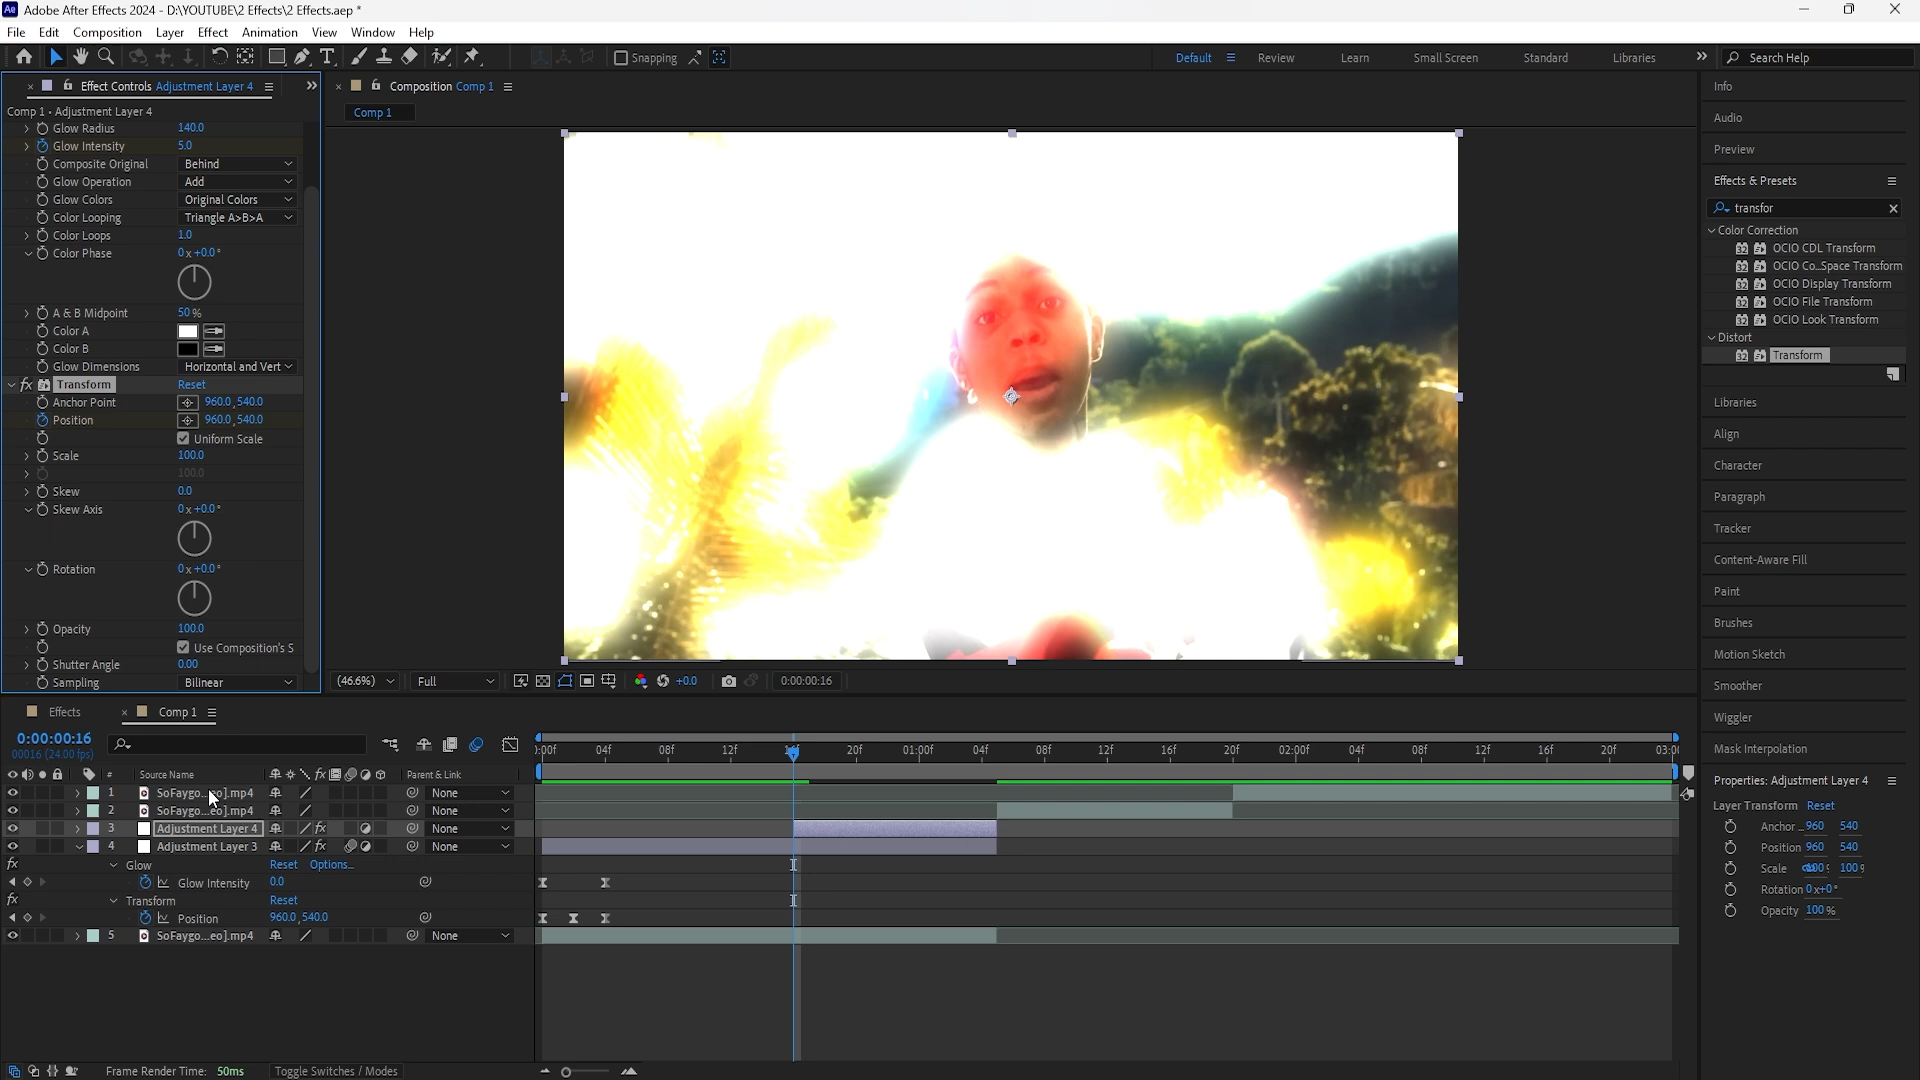 Adobe After Effects 2024 - D:\YOUTUBE\2 Effects\2 Effects.aep *
File Edit Composition Layer Effect Animation View Window Help
Snapping Default Review Learn Small Screen Standard Libraries Search Help
Effect Controls Adjustment Layer 4
Comp 1 • Adjustment Layer 4
Glow Radius 140.0
Glow Intensity 5.0
Composite Original Behind
Glow Operation Add
Glow Colors Original Colors
Color Looping Triangle A>B>A
Color Loops 1.0
Color Phase 0x+0.0°
A & B Midpoint 50%
Color A
Color B
Glow Dimensions Horizontal and Vert
fx Transform Reset
Anchor Point 960.0,540.0
Position 960.0,540.0
Uniform Scale
Scale 100.0
100.0
Skew 0.0
Skew Axis 0x+0.0°
Rotation 0x+0.0°
Opacity 100.0
Use Composition's S
Shutter Angle 0.00
Sampling Bilinear
Composition Comp 1
Comp 1
(46.6%) Full +0.0 0:00:00:16
Info
Audio
Preview
Effects & Presets
transfor
Color Correction
OCIO CDL Transform
OCIO Co...Space Transform
OCIO Display Transform
OCIO File Transform
OCIO Look Transform
Distort
Transform
Libraries
Align
Character
Paragraph
Tracker
Content-Aware Fill
Paint
Brushes
Motion Sketch
Smoother
Wiggler
Mask Interpolation
Properties: Adjustment Layer 4
Layer Transform Reset
Anchor ... 960 540
Position 960 540
Scale 100%
Rotation 0x+0°
Opacity 100%
Effects Comp 1
0:00:00:16
00016 (24.00 fps)
:00f 04f 08f 12f 20f 01:00f 04f 08f 12f 16f 20f 02:00f 04f 08f 12f 16f 20f 03:0
# Source Name Parent & Link
1 SoFaygo...eo].mp4 None
2 SoFaygo...eo].mp4 None
3 Adjustment Layer 4 fx None
4 Adjustment Layer 3 fx None
fx Glow Reset Options...
Glow Intensity 0.0
fx Transform Reset
Position 960.0,540.0
5 SoFaygo...eo].mp4 None
Frame Render Time: 50ms Toggle Switches / Modes